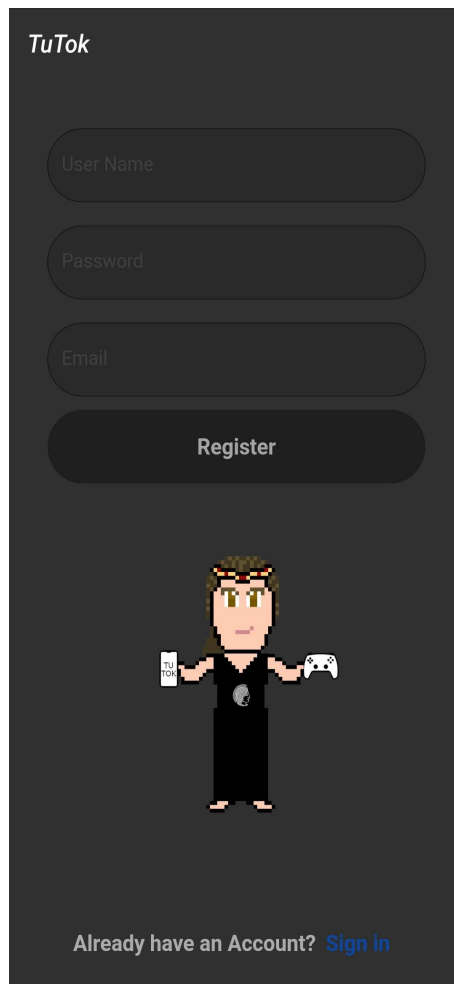 TuTok
User Name
Password
Email
Register
TU
TOK
Already have an Account? Sign in